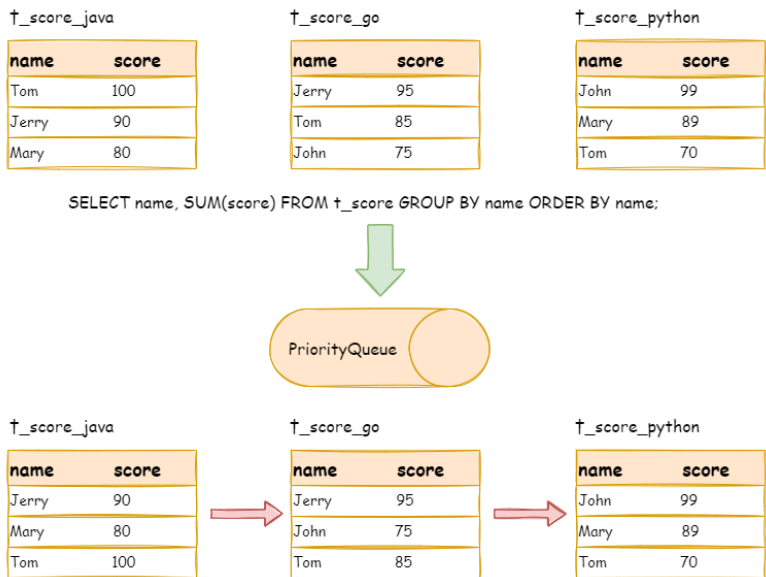 t_score_java t_score_go t_score_python
name score name score name score
Tom 100 Jerry 95 John 99
Jerry 90 Tom 85 Mary 89
Mary 80 John 75 Tom 70
SELECT name, SUM(score) FROM t_score GROUP BY name ORDER BY name;
PriorityQueue
t_score_java t_score_go t_score_python
name score name score name score
Jerry 90 Jerry 95 John 99
Mary 80 John 75 Mary 89
Tom 100 Tom 85 Tom 70